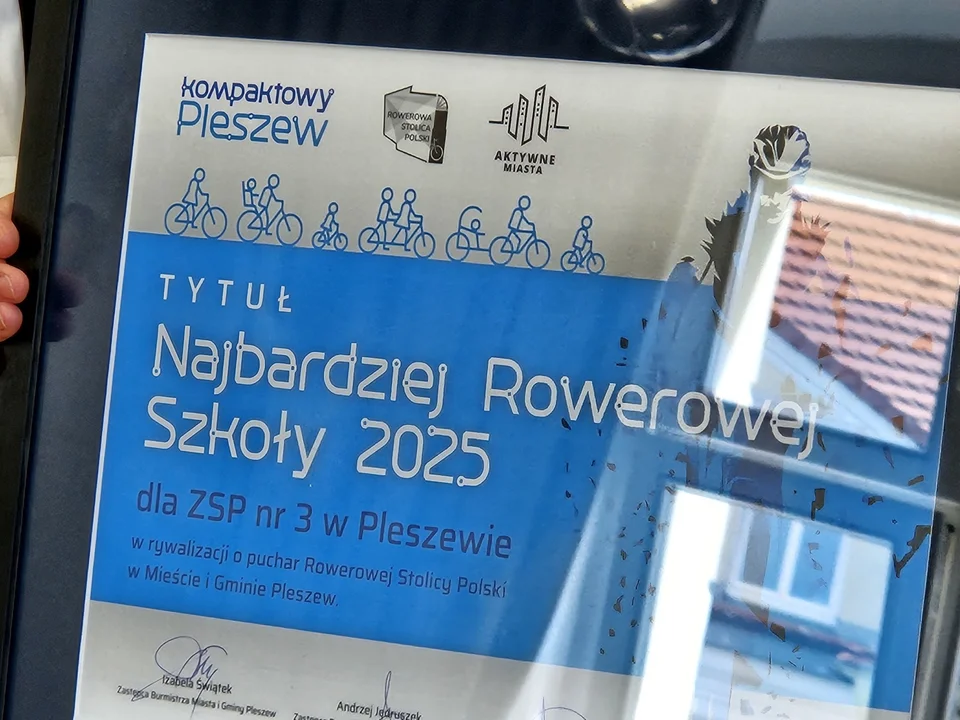 kompaktowy
Pleszew
ROWEROWA
STOLICA
POLSKI
AKTYWNE
MIASTA
TYTUŁ
Najbardziej Rowerowej
Szkoły 2025
dla ZSP nr 3 w Pleszewie
w rywalizacji o puchar Rowerowej Stolicy Polski
w Mieście i Gminie Pleszew.
Izabela Świątek
Zastępca Burmistrza Miasta i Gminy Pleszew
Andrzej Jędruszek